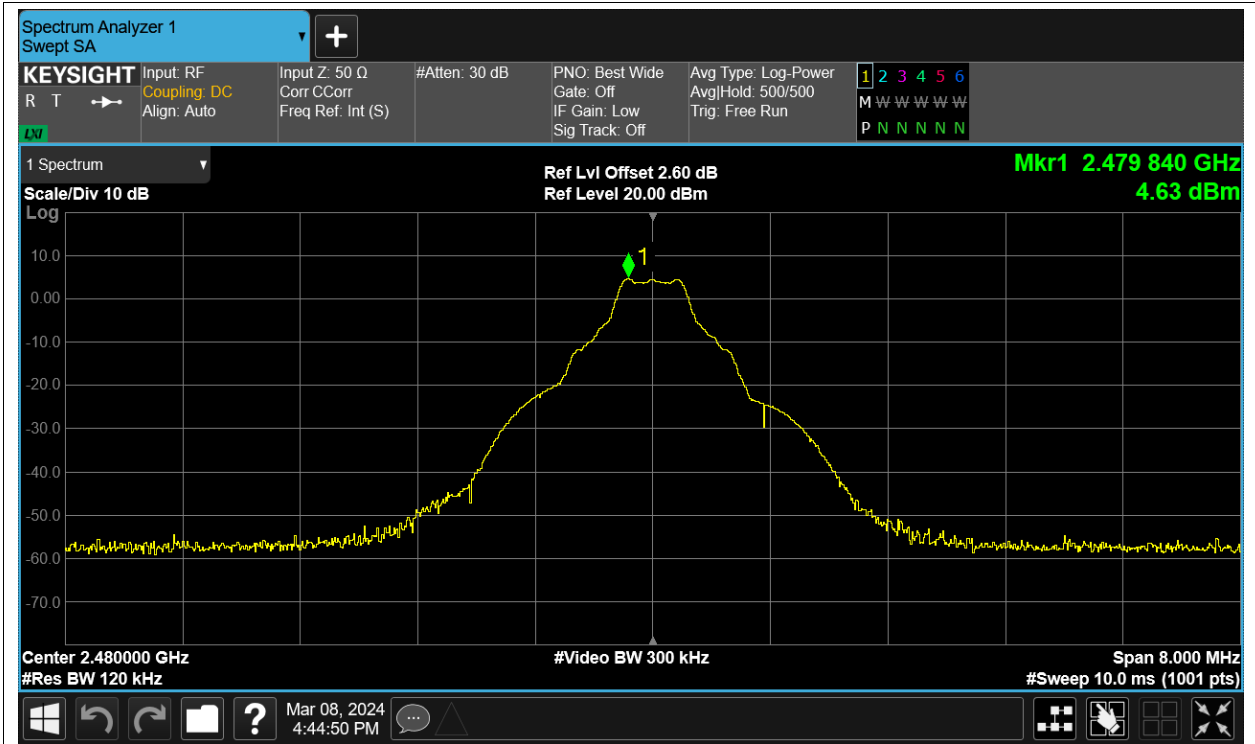 Spectrum Analyzer 1
Swept SA
KEYSIGHT
R T
LXI
Input: RF
Coupling: DC
Align: Auto
Input Z: 50 Ω
Corr CCorr
Freq Ref: Int (S)
#Atten: 30 dB
PNO: Best Wide
Gate: Off
IF Gain: Low
Sig Track: Off
Avg Type: Log-Power
Avg|Hold: 500/500
Trig: Free Run
1 2 3 4 5 6
M W W W W W
P N N N N N
1 Spectrum
Scale/Div 10 dB
Log
Ref Lvl Offset 2.60 dB
Ref Level 20.00 dBm
Mkr1 2.479 840 GHz
4.63 dBm
1
10.0
0.00
-10.0
-20.0
-30.0
-40.0
-50.0
-60.0
-70.0
Center 2.480000 GHz
#Res BW 120 kHz
#Video BW 300 kHz
Span 8.000 MHz
#Sweep 10.0 ms (1001 pts)
?
Mar 08, 2024
4:44:50 PM